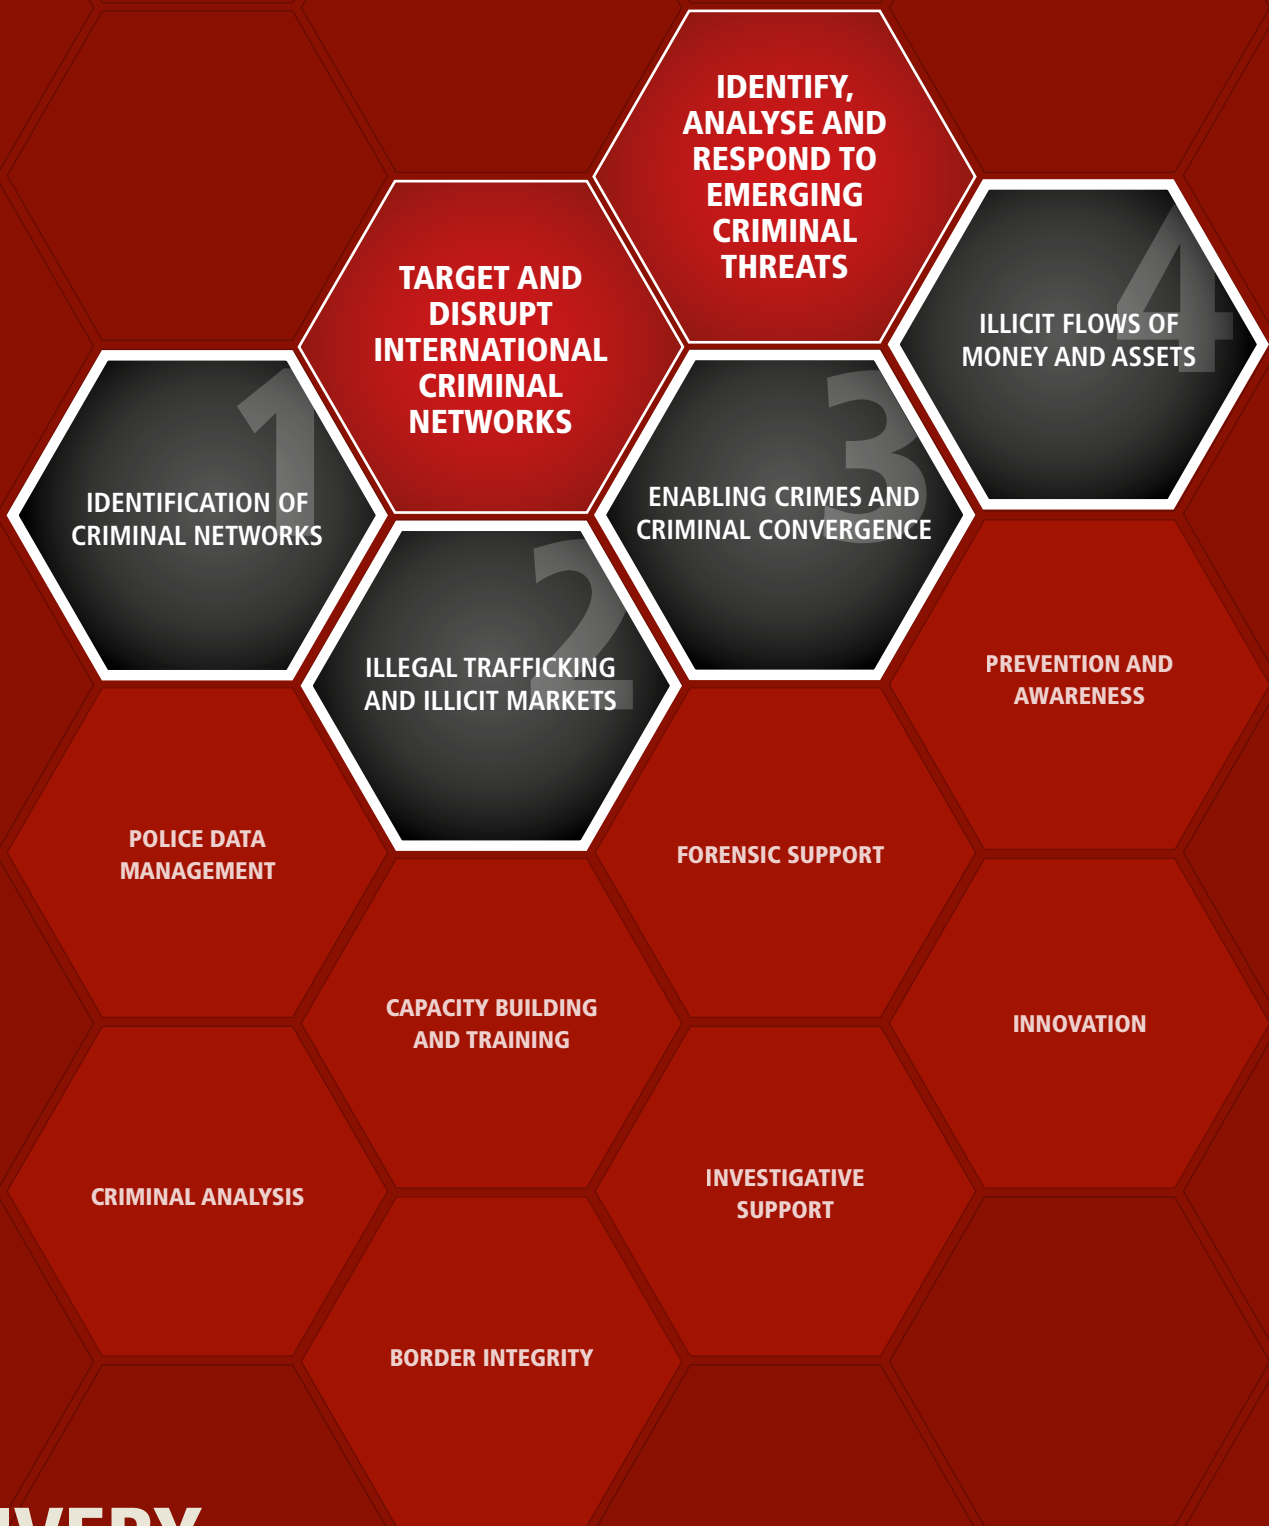 IDENTIFY,
ANALYSE AND
RESPOND TO
EMERGING
CRIMINAL
THREATS
TARGET AND
DISRUPT
INTERNATIONAL
CRIMINAL
NETWORKS
4
ILLICIT FLOWS OF
MONEY AND ASSETS
1
IDENTIFICATION OF
CRIMINAL NETWORKS
3
ENABLING CRIMES AND
CRIMINAL CONVERGENCE
2
ILLEGAL TRAFFICKING
AND ILLICIT MARKETS
PREVENTION AND
AWARENESS
POLICE DATA
MANAGEMENT
FORENSIC SUPPORT
CAPACITY BUILDING
AND TRAINING
INNOVATION
CRIMINAL ANALYSIS
INVESTIGATIVE
SUPPORT
BORDER INTEGRITY